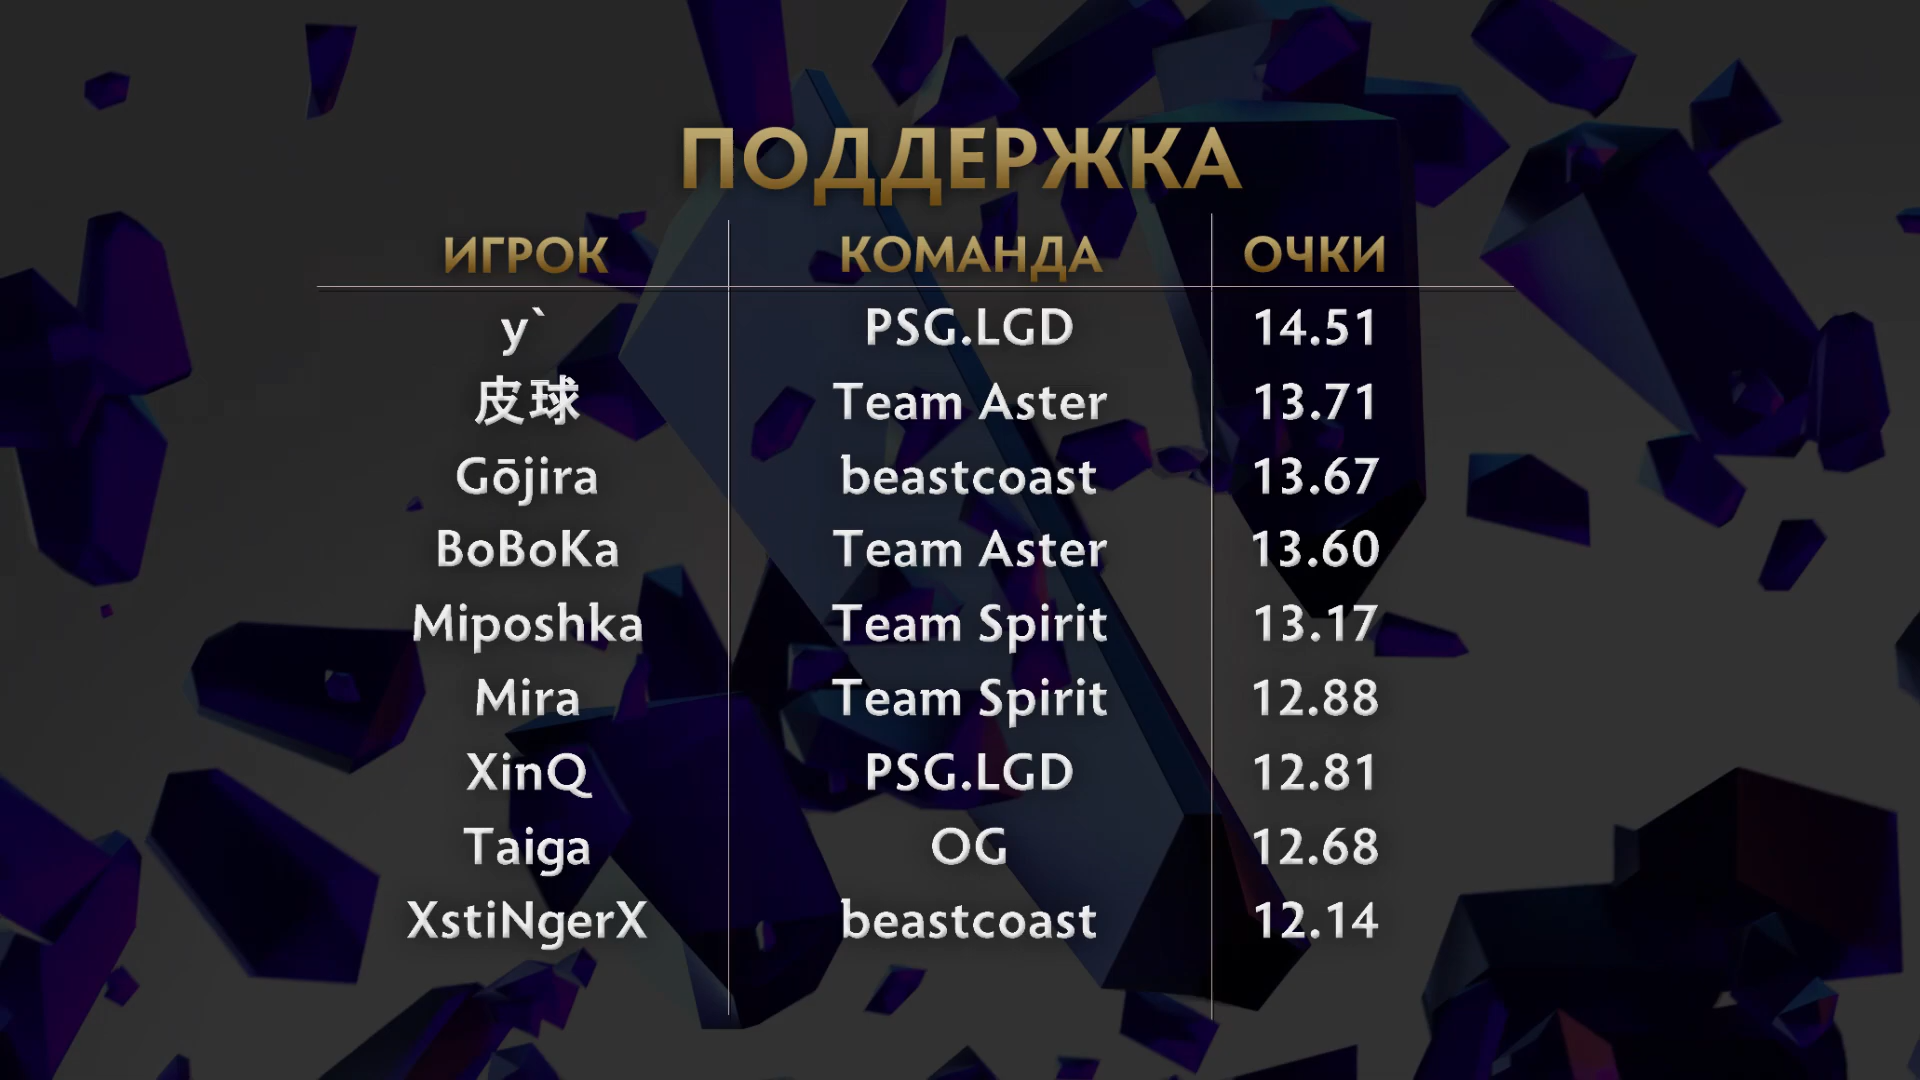 ПОДДЕРЖКА
ИГРОК КОМАНДА ОЧКИ
y` PSG.LGD 14.51
皮球 Team Aster 13.71
Gōjira beastcoast 13.67
BoBoKa Team Aster 13.60
Miposhka Team Spirit 13.17
Mira Team Spirit 12.88
XinQ PSG.LGD 12.81
Taiga OG 12.68
XstiNgerX beastcoast 12.14